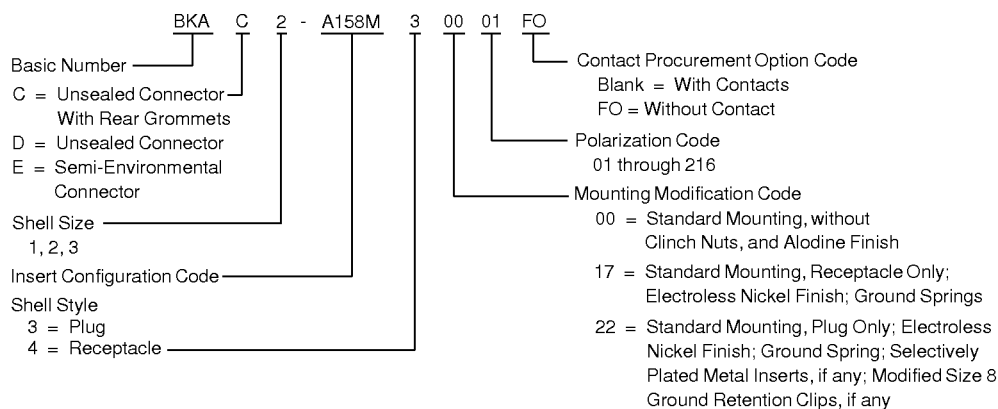 BKA C 2 - A158M 3 00 01 FO
Basic Number
C = Unsealed Connector
With Rear Grommets
D = Unsealed Connector
E = Semi-Environmental
Connector
Shell Size
1, 2, 3
Insert Configuration Code
Shell Style
3 = Plug
4 = Receptacle
Contact Procurement Option Code
Blank = With Contacts
FO = Without Contact
Polarization Code
01 through 216
Mounting Modification Code
00 = Standard Mounting, without
Clinch Nuts, and Alodine Finish
17 = Standard Mounting, Receptacle Only;
Electroless Nickel Finish; Ground Springs
22 = Standard Mounting, Plug Only; Electroless
Nickel Finish; Ground Spring; Selectively
Plated Metal Inserts, if any; Modified Size 8
Ground Retention Clips, if any